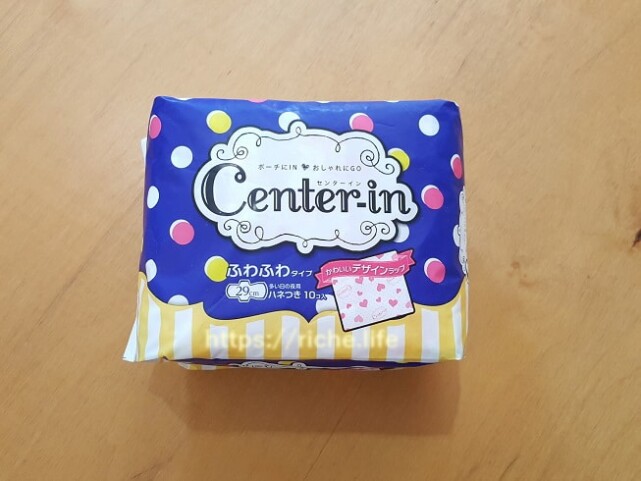 ポーチにIN おしゃれにGO
センターイン
Center-in
ふわふわタイプ
かわいいデザインラップ
29cm
多い日の夜用
ハネつき 10コ入
https://riche.life